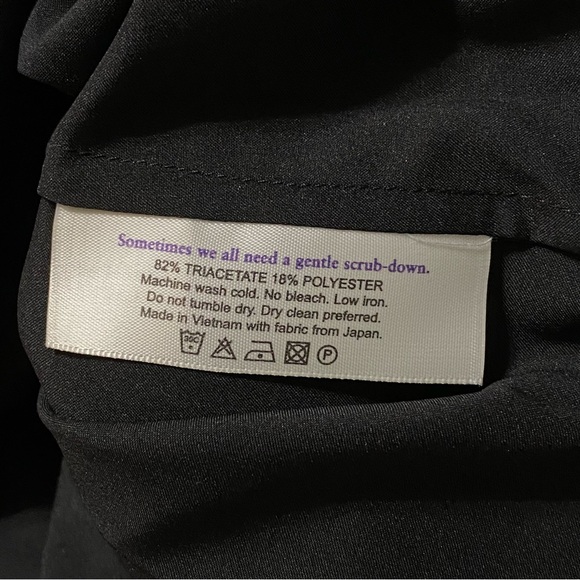 Sometimes we all need a gentle scrub-down.
82% TRIACETATE 18% POLYESTER
Machine wash cold. No bleach. Low iron.
Do not tumble dry. Dry clean preferred.
Made in Vietnam with fabric from Japan.
30C P